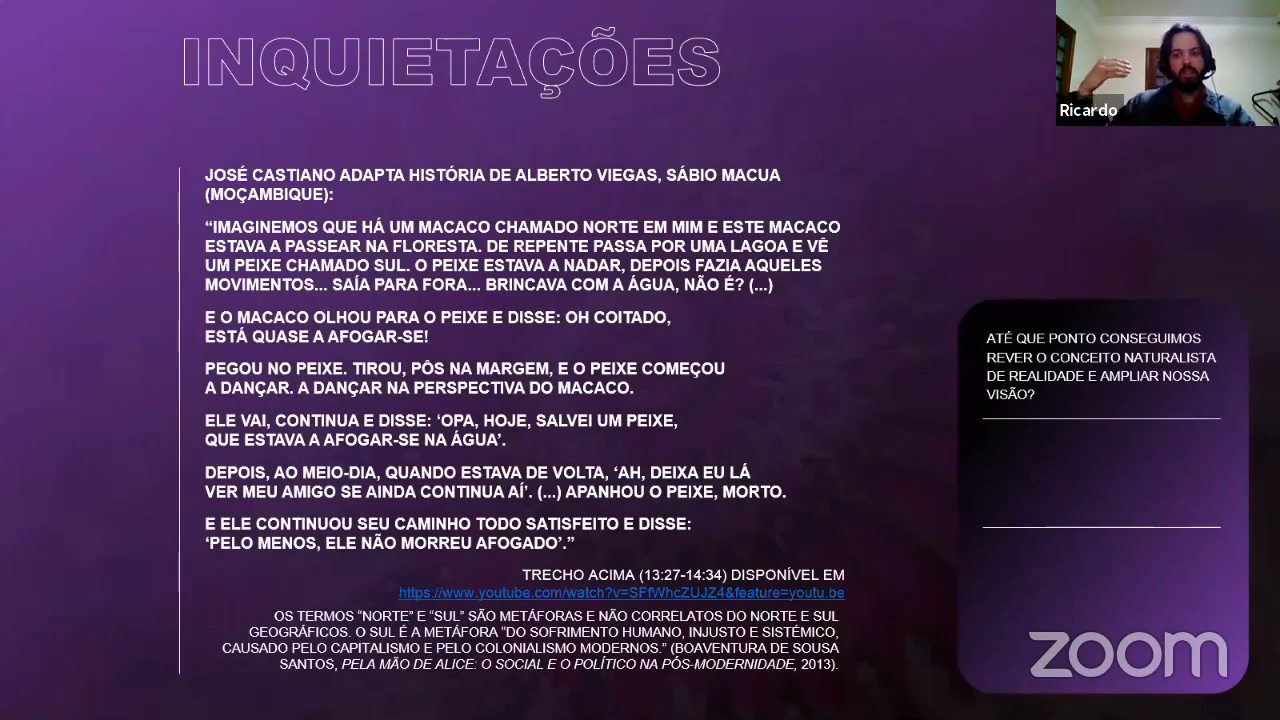 INQUIETAÇÕES
Ricardo
JOSÉ CASTIANO ADAPTA HISTÓRIA DE ALBERTO VIEGAS, SÁBIO MACUA
(MOÇAMBIQUE):
“IMAGINEMOS QUE HÁ UM MACACO CHAMADO NORTE EM MIM E ESTE MACACO
ESTAVA A PASSEAR NA FLORESTA. DE REPENTE PASSA POR UMA LAGOA E VÊ
UM PEIXE CHAMADO SUL. O PEIXE ESTAVA A NADAR, DEPOIS FAZIA AQUELES
MOVIMENTOS... SAÍA PARA FORA... BRINCAVA COM A ÁGUA, NÃO É? (...)
E O MACACO OLHOU PARA O PEIXE E DISSE: OH COITADO,
ESTÁ QUASE A AFOGAR-SE!
PEGOU NO PEIXE. TIROU, PÔS NA MARGEM, E O PEIXE COMEÇOU
A DANÇAR. A DANÇAR NA PERSPECTIVA DO MACACO.
ELE VAI, CONTINUA E DISSE: ‘OPA, HOJE, SALVEI UM PEIXE,
QUE ESTAVA A AFOGAR-SE NA ÁGUA’.
DEPOIS, AO MEIO-DIA, QUANDO ESTAVA DE VOLTA, ‘AH, DEIXA EU LÁ
VER MEU AMIGO SE AINDA CONTINUA AÍ’. (...) APANHOU O PEIXE, MORTO.
E ELE CONTINUOU SEU CAMINHO TODO SATISFEITO E DISSE:
‘PELO MENOS, ELE NÃO MORREU AFOGADO’.”
TRECHO ACIMA (13:27-14:34) DISPONÍVEL EM
https://www.youtube.com/watch?v=SFfWhcZUJZ4&feature=youtu.be
OS TERMOS “NORTE” E “SUL” SÃO METÁFORAS E NÃO CORRELATOS DO NORTE E SUL
GEOGRÁFICOS. O SUL É A METÁFORA “DO SOFRIMENTO HUMANO, INJUSTO E SISTÉMICO,
CAUSADO PELO CAPITALISMO E PELO COLONIALISMO MODERNOS.” (BOAVENTURA DE SOUSA
SANTOS, PELA MÃO DE ALICE: O SOCIAL E O POLÍTICO NA PÓS-MODERNIDADE, 2013).
ATÉ QUE PONTO CONSEGUIMOS
REVER O CONCEITO NATURALISTA
DE REALIDADE E AMPLIAR NOSSA
VISÃO?
zoom